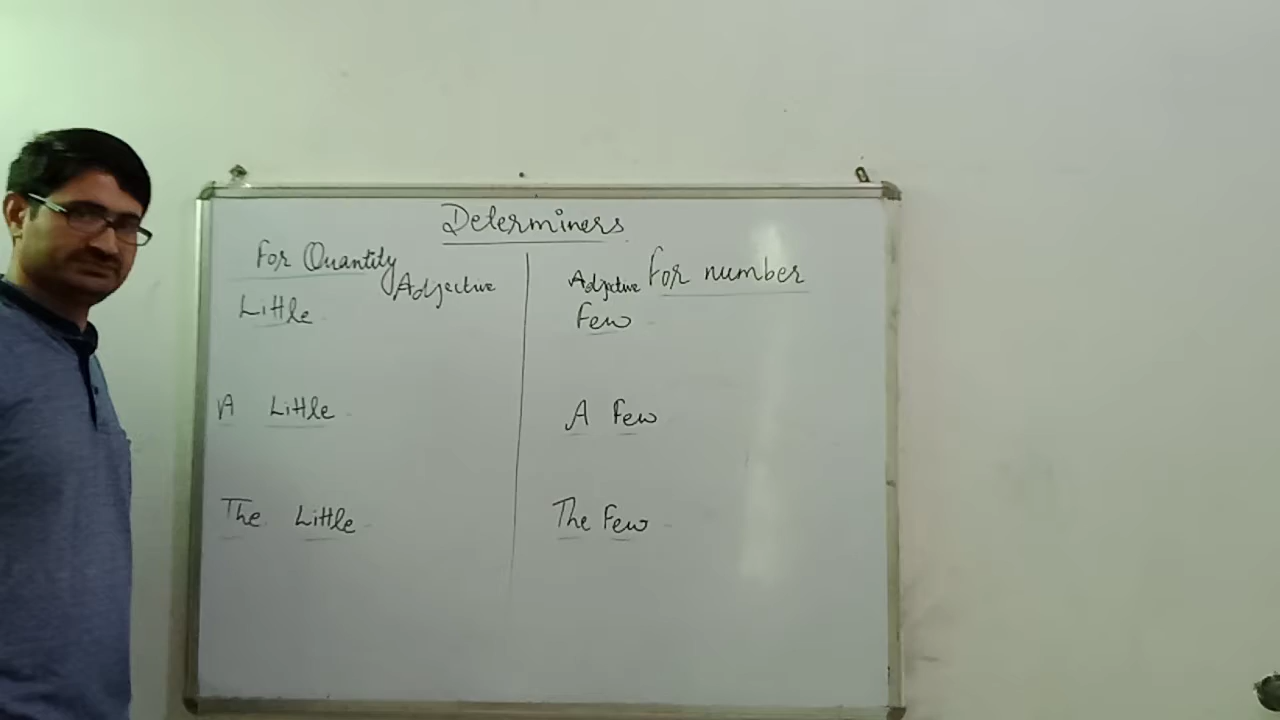 Determiners
For Quantity Adjective
Little
A Little
The Little
Adjective For number
Few
A Few
The Few